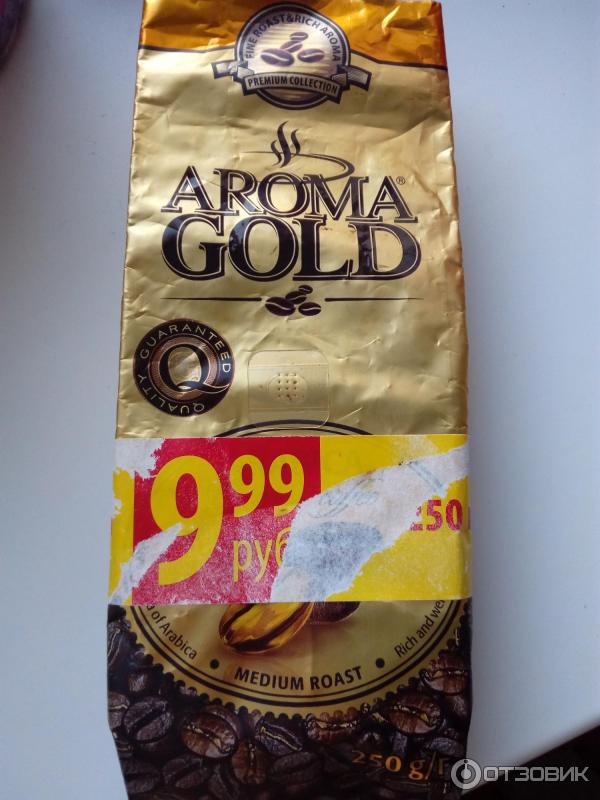 FINE ROAST&RICH AROMA
PREMIUM COLLECTION
AROMA®
GOLD
QUALITY GUARANTEED
Q
9 99
руб
250
of Arabica
MEDIUM ROAST
Rich and
250 g/г
ОТЗОВИК